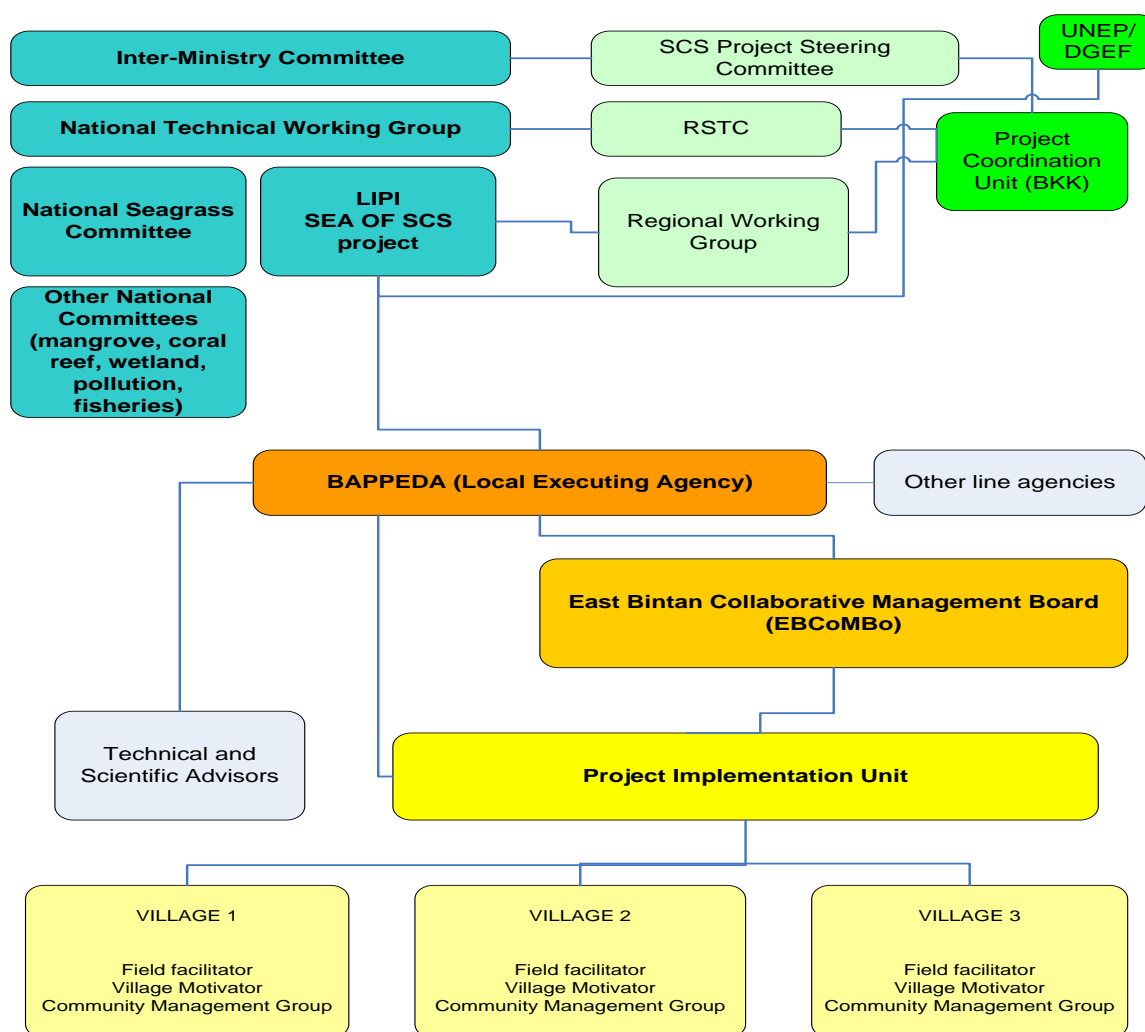 UNEP/
DGEF
Inter-Ministry Committee
SCS Project Steering
Committee
National Technical Working Group
RSTC
Project
Coordination
Unit (BKK)
National Seagrass
Committee
LIPI
SEA OF SCS
project
Regional Working
Group
Other National
Committees
(mangrove, coral
reef, wetland,
pollution,
fisheries)
BAPPEDA (Local Executing Agency)
Other line agencies
East Bintan Collaborative Management Board
(EBCoMBo)
Technical and
Scientific Advisors
Project Implementation Unit
VILLAGE 1
Field facilitator
Village Motivator
Community Management Group
VILLAGE 2
Field facilitator
Village Motivator
Community Management Group
VILLAGE 3
Field facilitator
Village Motivator
Community Management Group